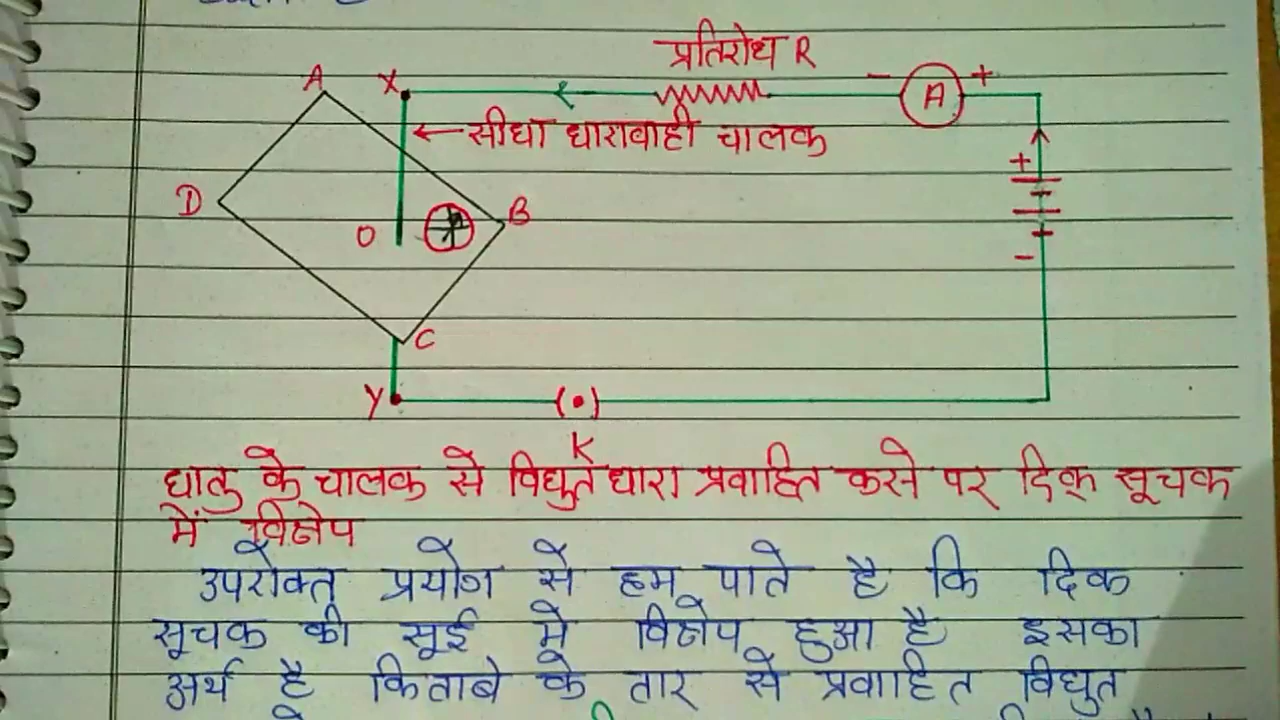 प्रतिरोध R
A X - A +
सीधा धारावाही चालक
+
D
O
B
-
C
Y
(•)
K
धातु के चालक से विद्युत धारा प्रवाहित करने पर दिक् सूचक
में विक्षेप
उपरोक्त प्रयोग से हम पाते है कि दिक
सूचक की सूई मे विक्षेप हुआ है इसका
अर्थ है कि ताबे के तार से प्रवाहित विधुत